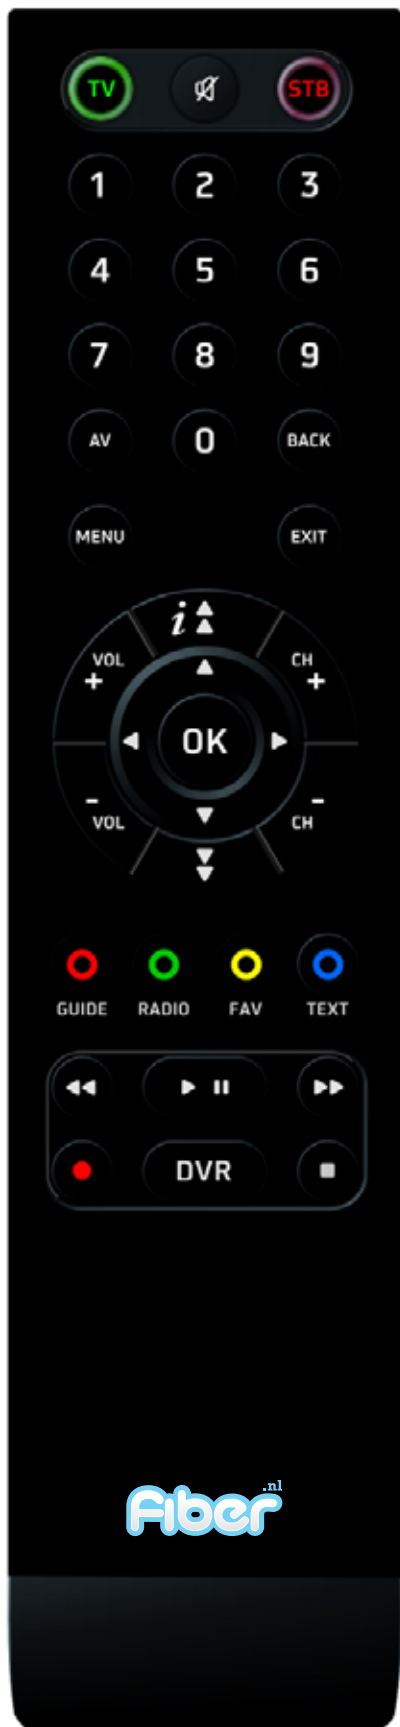 TV STB
1 2 3
4 5 6
7 8 9
AV 0 BACK
MENU EXIT
i
VOL CH
+ +
OK
- -
VOL CH
GUIDE RADIO FAV TEXT
DVR
Fiber.nl